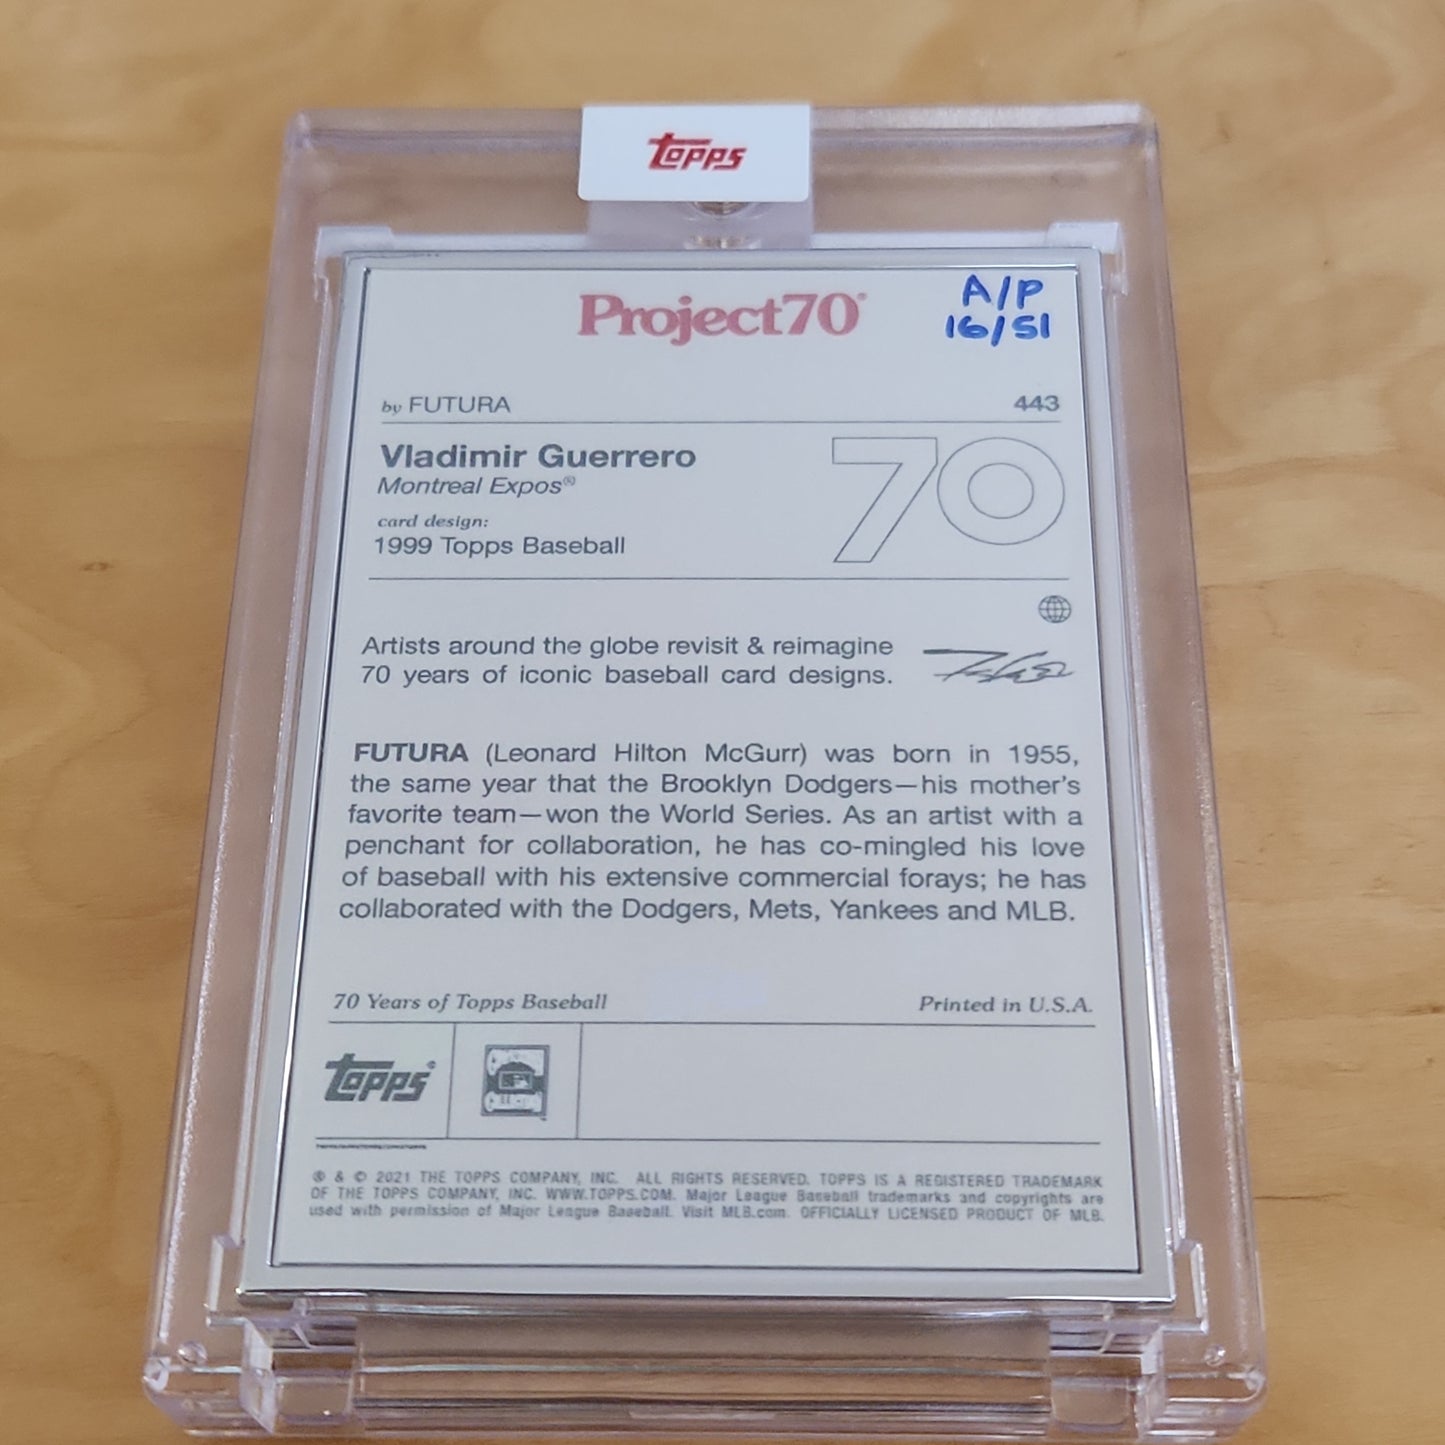 Topps
Project70®
A/P
16/51
by FUTURA
443
Vladimir Guerrero
Montreal Expos®
card design:
1999 Topps Baseball
70
Artists around the globe revisit & reimagine
70 years of iconic baseball card designs.
FUTURA (Leonard Hilton McGurr) was born in 1955,
the same year that the Brooklyn Dodgers—his mother's
favorite team—won the World Series. As an artist with a
penchant for collaboration, he has co-mingled his love
of baseball with his extensive commercial forays; he has
collaborated with the Dodgers, Mets, Yankees and MLB.
70 Years of Topps Baseball
Printed in U.S.A.
Topps®
® & © 2021 THE TOPPS COMPANY, INC. ALL RIGHTS RESERVED. TOPPS IS A REGISTERED TRADEMARK
OF THE TOPPS COMPANY, INC. WWW.TOPPS.COM. Major League Baseball trademarks and copyrights are
used with permission of Major League Baseball. Visit MLB.com. OFFICIALLY LICENSED PRODUCT OF MLB.